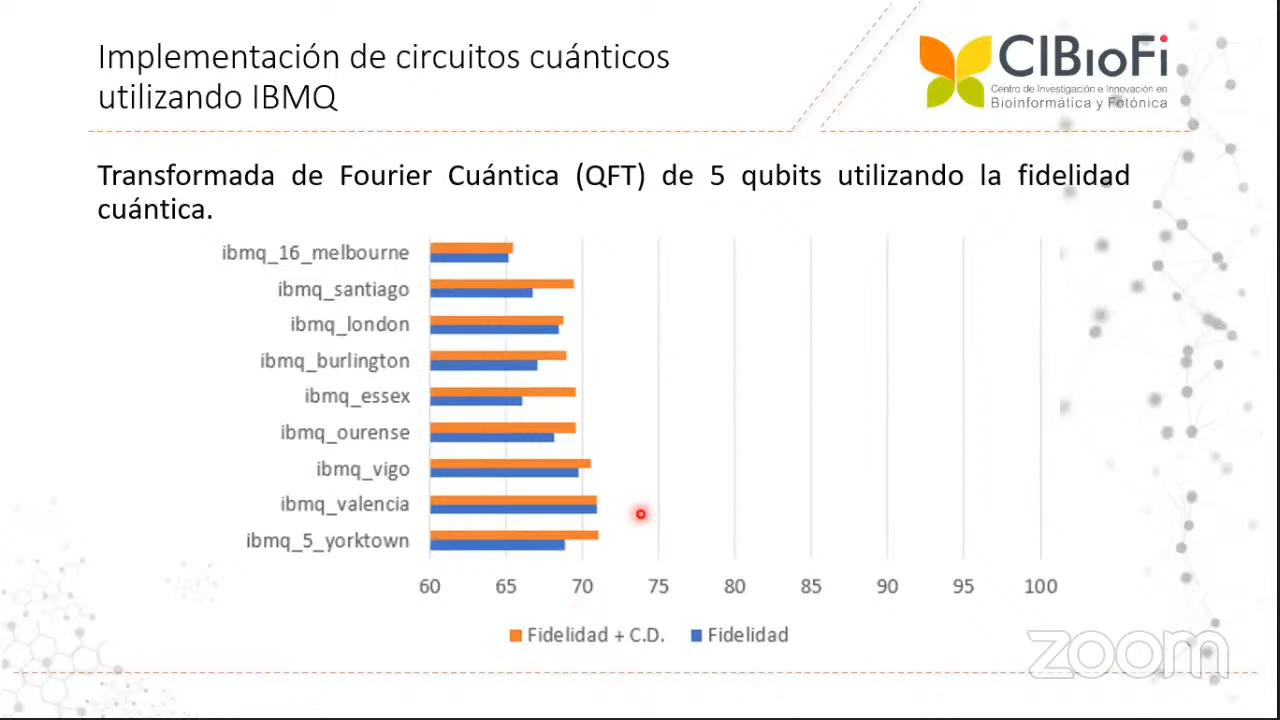 Implementación de circuitos cuánticos
utilizando IBMQ
CIBioFi
Centro de Investigación e Innovación en
Bioinformática y Fotónica
Transformada de Fourier Cuántica (QFT) de 5 qubits utilizando la fidelidad
cuántica.
ibmq_16_melbourne
ibmq_santiago
ibmq_london
ibmq_burlington
ibmq_essex
ibmq_ourense
ibmq_vigo
ibmq_valencia
ibmq_5_yorktown
60 65 70 75 80 85 90 95 100
Fidelidad + C.D. Fidelidad
zoom